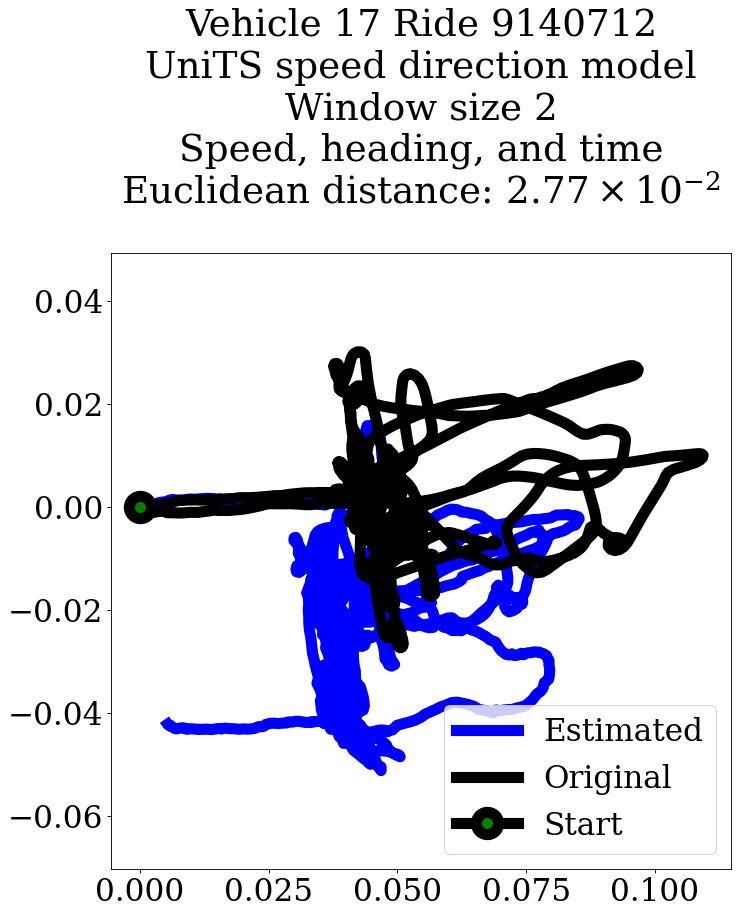 Vehicle 17 Ride 9140712
UniTS speed direction model
Window size 2
Speed, heading, and time
Euclidean distance: 2.77 × 10⁻²
0.04
0.02
0.00
−0.02
−0.04
−0.06
Estimated
Original
Start
0.000 0.025 0.050 0.075 0.100